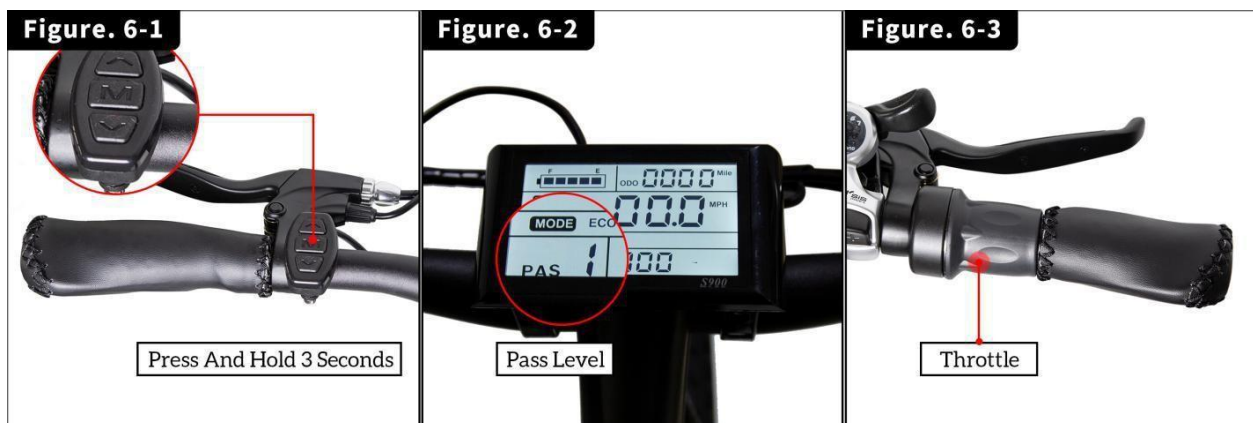 Figure. 6-1
M
Press And Hold 3 Seconds
Figure. 6-2
F E
ODO 0000 Mile
00.0 MPH
MODE ECO
PAS 1
000
S900
Pass Level
Figure. 6-3
Throttle